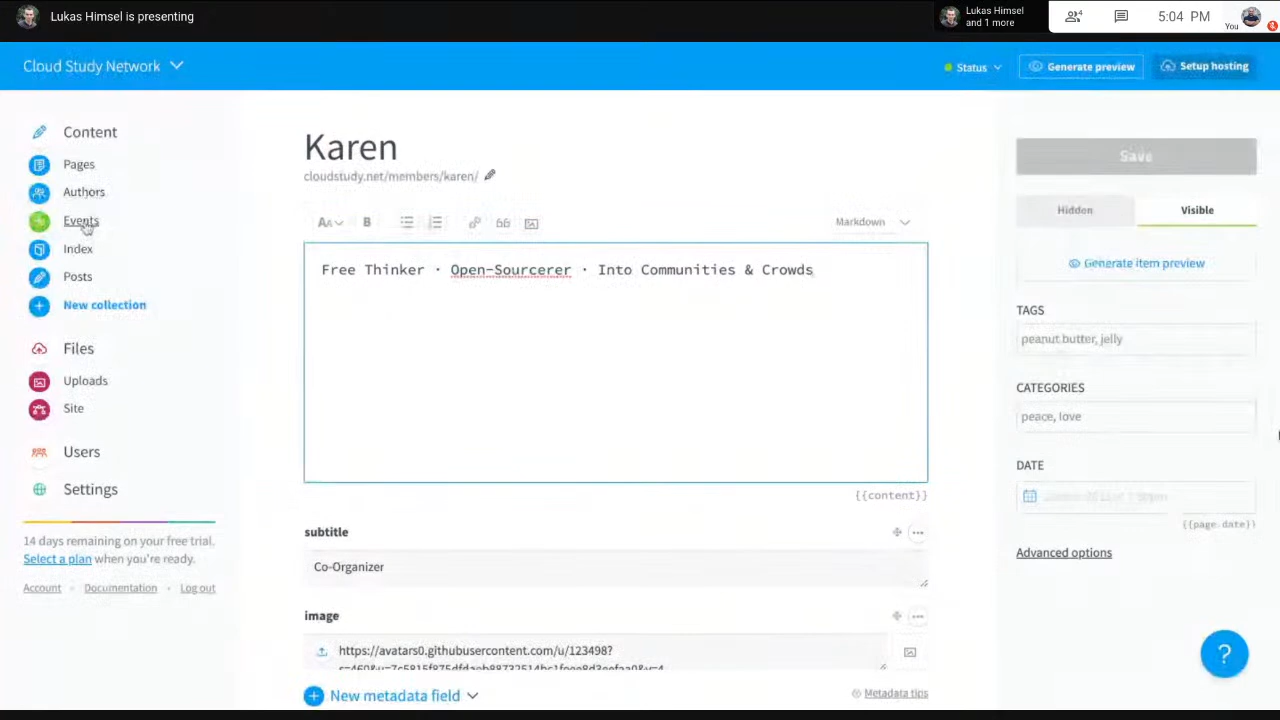 Lukas Himsel is presenting
Lukas Himsel
and 1 more
4
5:04 PM
You
Cloud Study Network
Status
Generate preview
Setup hosting
Content
Pages
Authors
Events
Index
Posts
New collection
Files
Uploads
Site
Users
Settings
14 days remaining on your free trial.
Select a plan when you're ready.
Account • Documentation • Log out
Karen
cloudstudy.net/members/karen/
AA
B
Markdown
Free Thinker · Open-Sourcerer · Into Communities & Crowds
{{content}}
subtitle
Co-Organizer
image
https://avatars0.githubusercontent.com/u/123498?
New metadata field
Metadata tips
Save
Hidden
Visible
Generate item preview
TAGS
peanut butter, jelly
CATEGORIES
peace, love
DATE
{{page.date}}
Advanced options
?